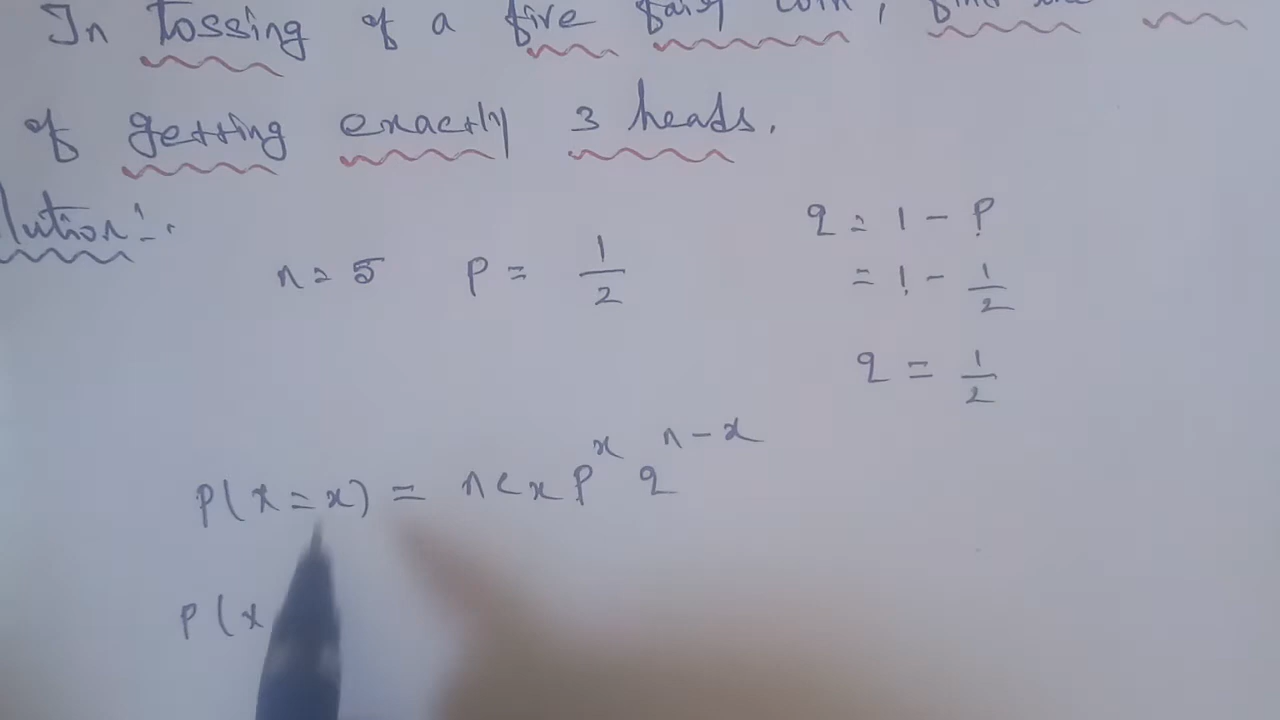 In tossing of a five fair coin,
of getting exactly 3 heads.
lution:-
n = 5 p = 1/2
q = 1 - p
= 1 - 1/2
q = 1/2
P(X=x) = ncx p^x q^n-x
P(x